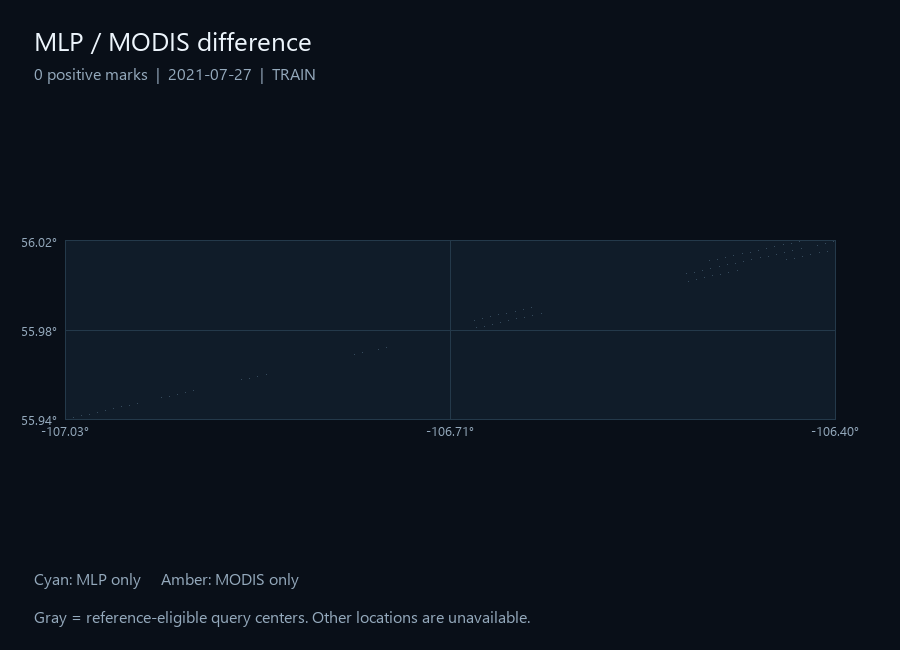 MLP / MODIS difference
0 positive marks | 2021-07-27 | TRAIN
56.02°
55.98°
55.94°
-107.03° -106.71° -106.40°
Cyan: MLP only Amber: MODIS only
Gray = reference-eligible query centers. Other locations are unavailable.